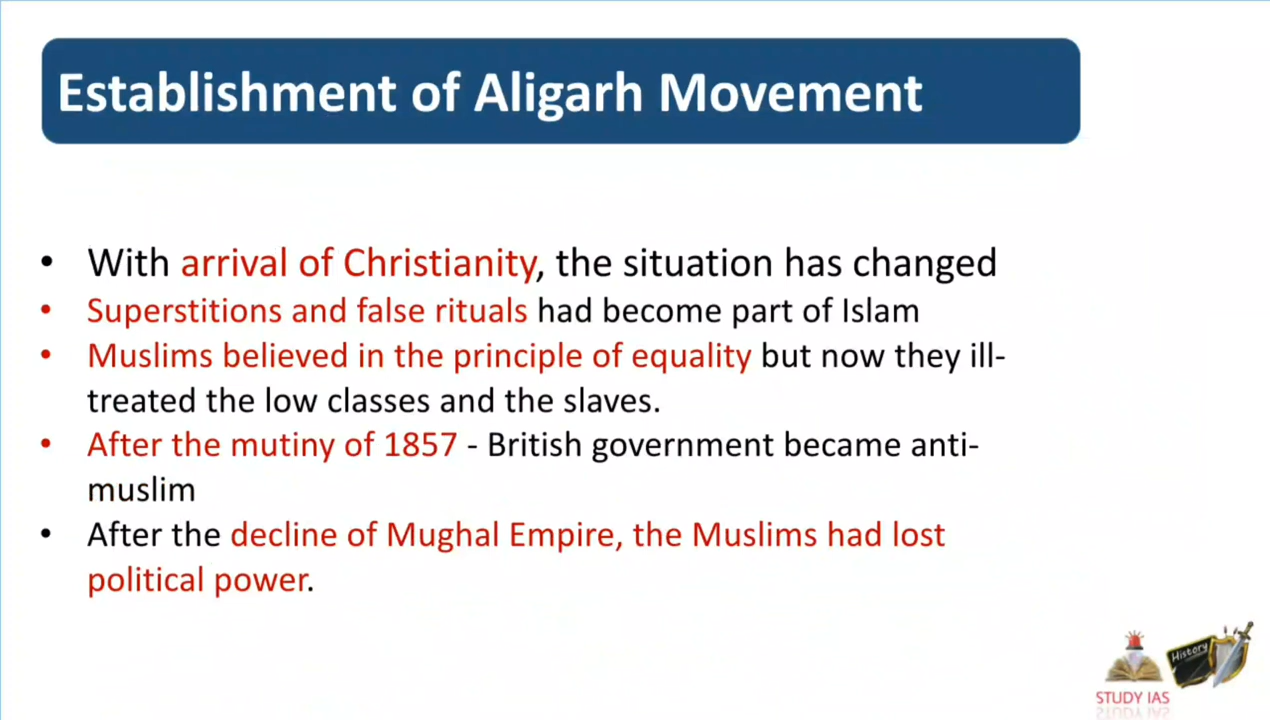 Establishment of Aligarh Movement
• With arrival of Christianity, the situation has changed
• Superstitions and false rituals had become part of Islam
• Muslims believed in the principle of equality but now they ill-
treated the low classes and the slaves.
• After the mutiny of 1857 - British government became anti-
muslim
• After the decline of Mughal Empire, the Muslims had lost
political power.
History
STUDY IAS